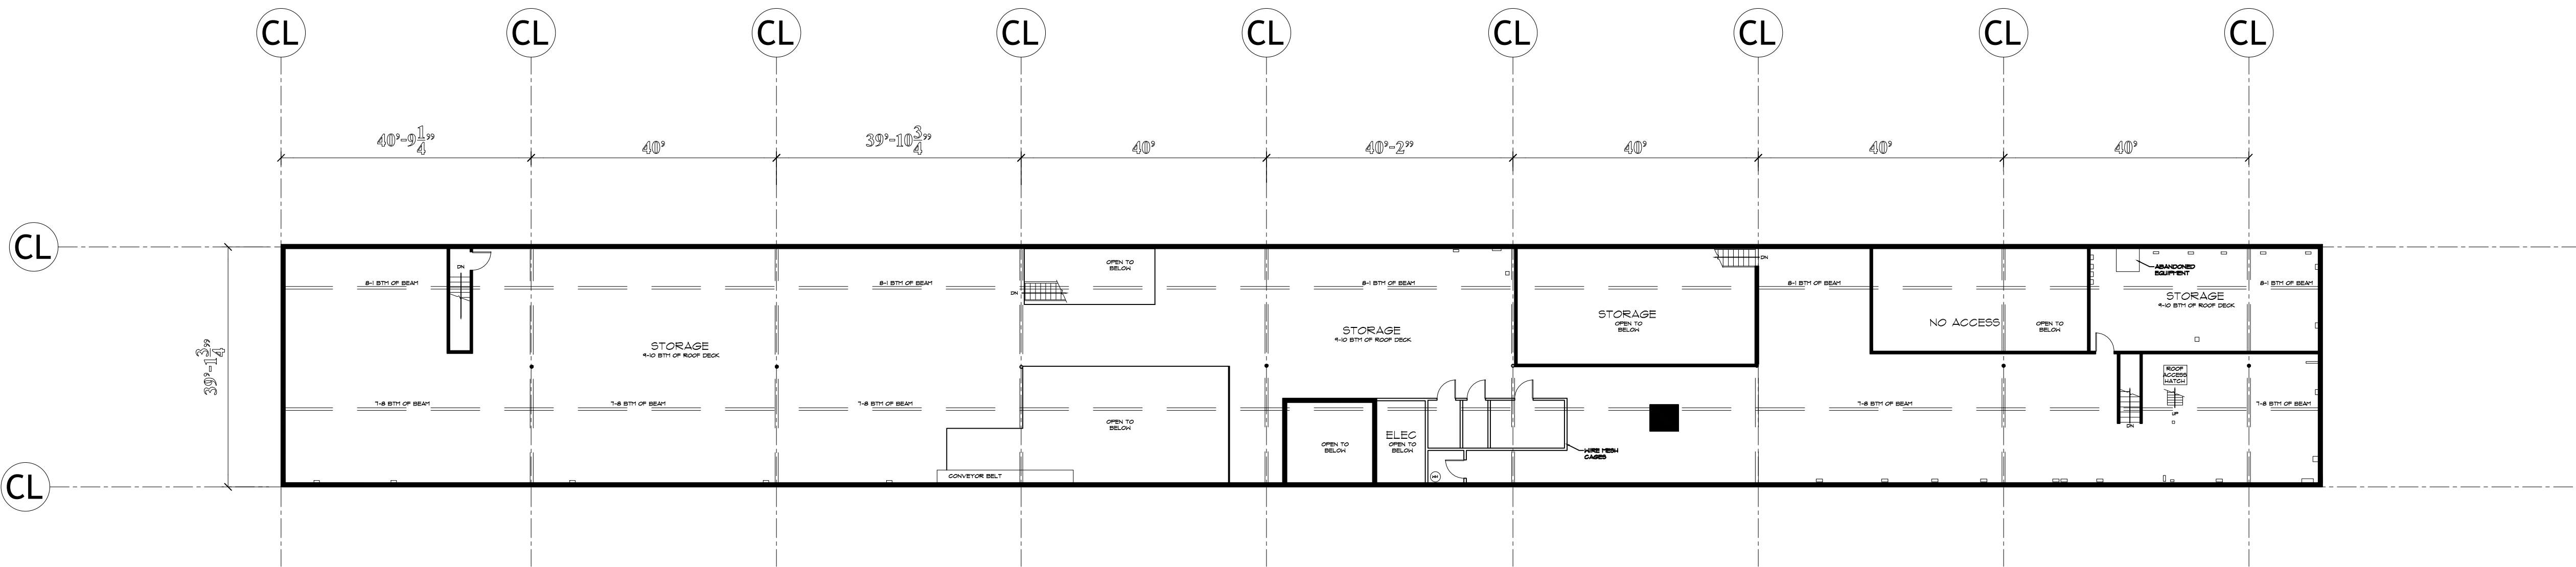 CL CL CL CL CL CL CL CL CL
40'-9 1/4" 40' 39'-10 3/4" 40' 40'-2" 40' 40' 40'
CL
39'-1 3/4"
CL
DN
8-1 BTM OF BEAM
8-1 BTM OF BEAM
OPEN TO
BELOW
DN
8-1 BTM OF BEAM
DN
8-1 BTM OF BEAM
ABANDONED
EQUIPMENT
8-1 BTM OF BEAM
STORAGE
9-10 BTM OF ROOF DECK
STORAGE
OPEN TO
BELOW
NO ACCESS
OPEN TO
BELOW
STORAGE
9-10 BTM OF ROOF DECK
STORAGE
9-10 BTM OF ROOF DECK
ROOF
ACCESS
HATCH
7-8 BTM OF BEAM
7-8 BTM OF BEAM
7-8 BTM OF BEAM
7-8 BTM OF BEAM
7-8 BTM OF BEAM
UP
DN
OPEN TO
BELOW
OPEN TO
BELOW
ELEC
OPEN TO
BELOW
WIRE MESH
CAGES
CONVEYOR BELT
WH